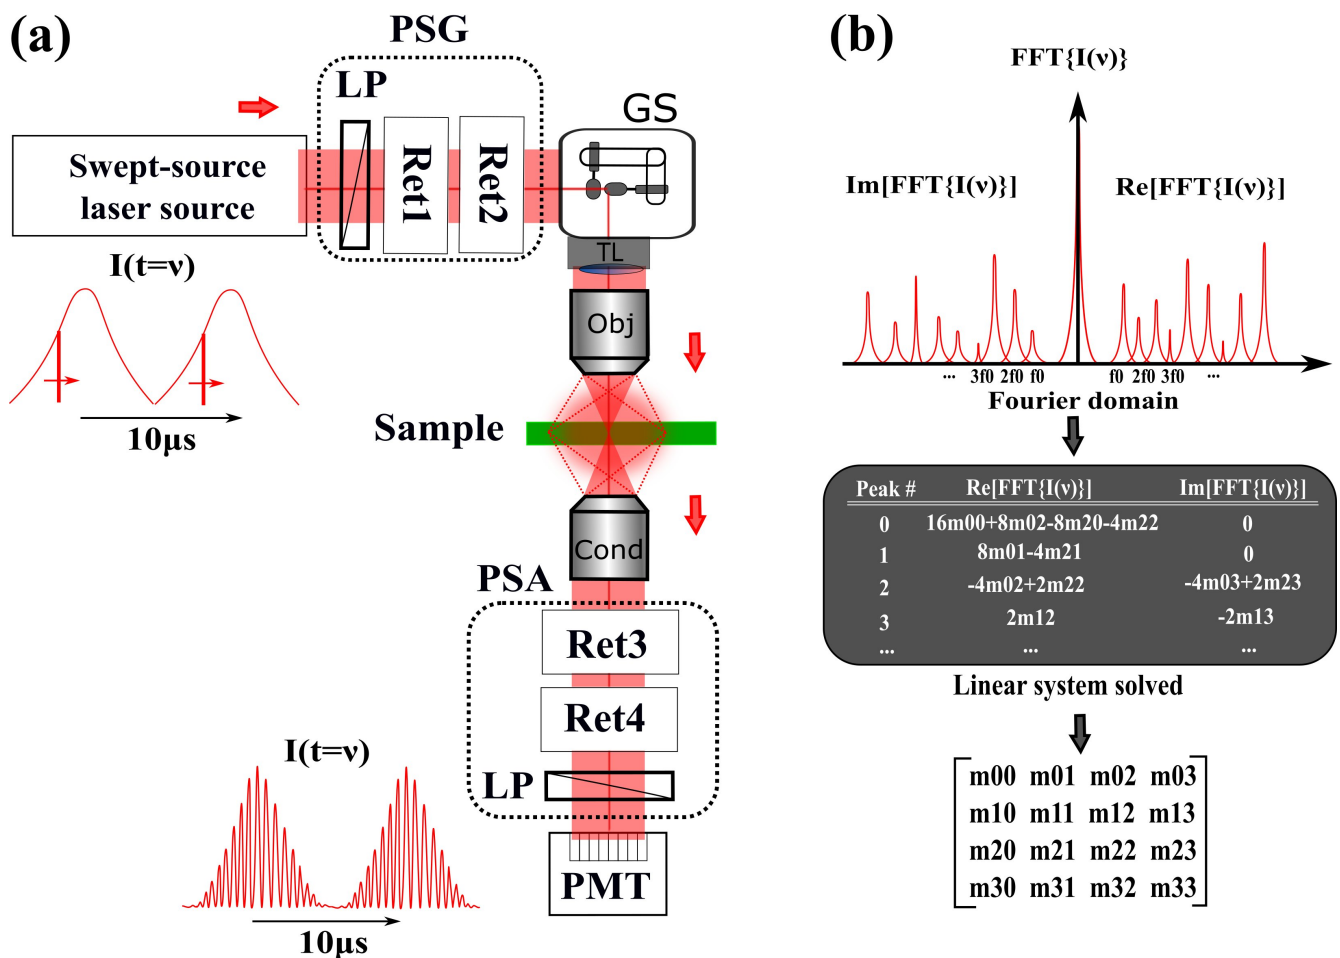 (a)
PSG
LP
Ret1
Ret2
GS
Swept-source
laser source
I(t=ν)
10µs
TL
Obj
Sample
Cond
PSA
Ret3
Ret4
LP
PMT
I(t=ν)
10µs
(b)
FFT{I(ν)}
Im[FFT{I(ν)}]
Re[FFT{I(ν)}]
... 3f0 2f0 f0 f0 2f0 3f0 ...
Fourier domain
Peak # Re[FFT{I(ν)}] Im[FFT{I(ν)}]
0 16m00+8m02-8m20-4m22 0
1 8m01-4m21 0
2 -4m02+2m22 -4m03+2m23
3 2m12 -2m13
... ... ...
Linear system solved
m00 m01 m02 m03
m10 m11 m12 m13
m20 m21 m22 m23
m30 m31 m32 m33